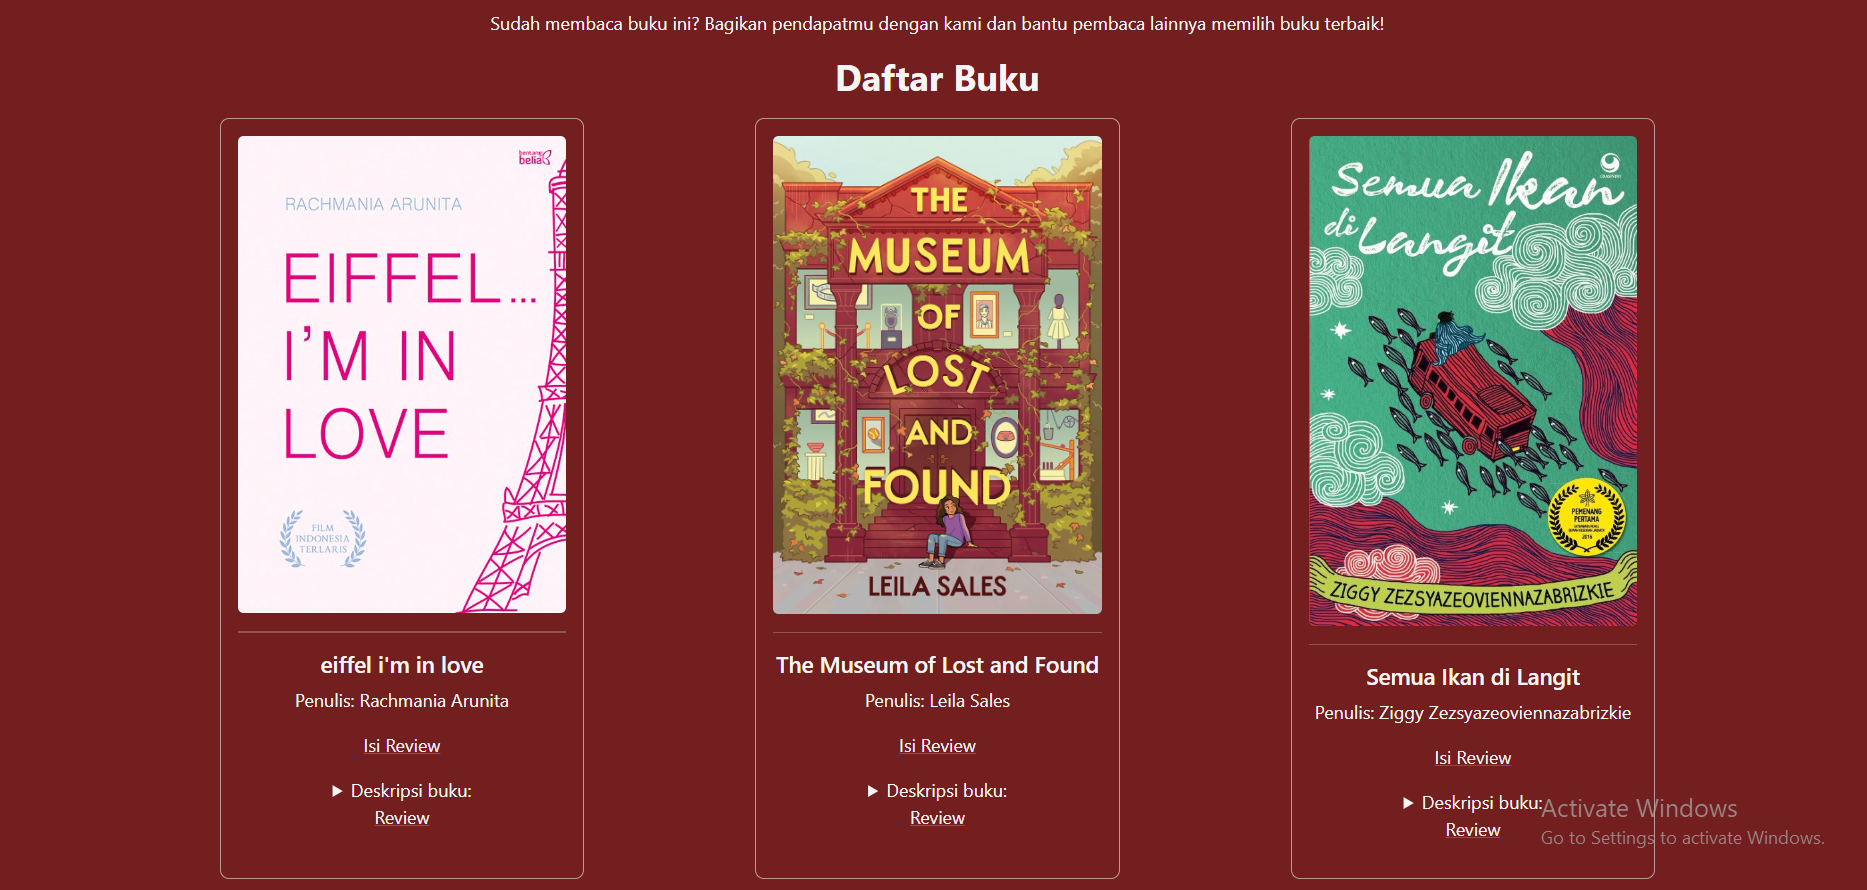 Sudah membaca buku ini? Bagikan pendapatmu dengan kami dan bantu pembaca lainnya memilih buku terbaik!
Daftar Buku
bentang
belia
RACHMANIA ARUNITA
EIFFEL...
I'M IN
LOVE
FILM
INDONESIA
TERLARIS
eiffel i'm in love
Penulis: Rachmania Arunita
Isi Review
Deskripsi buku:
Review
THE
MUSEUM
OF
LOST
AND
FOUND
LEILA SALES
The Museum of Lost and Found
Penulis: Leila Sales
Isi Review
Deskripsi buku:
Review
Semua Ikan
di Langit
PEMENANG
PERTAMA
2016
ZIGGY ZEZSYAZEOVIENNAZABRIZKIE
Semua Ikan di Langit
Penulis: Ziggy Zezsyazeoviennazabrizkie
Isi Review
Deskripsi buku:
Review
Activate Windows
Go to Settings to activate Windows.